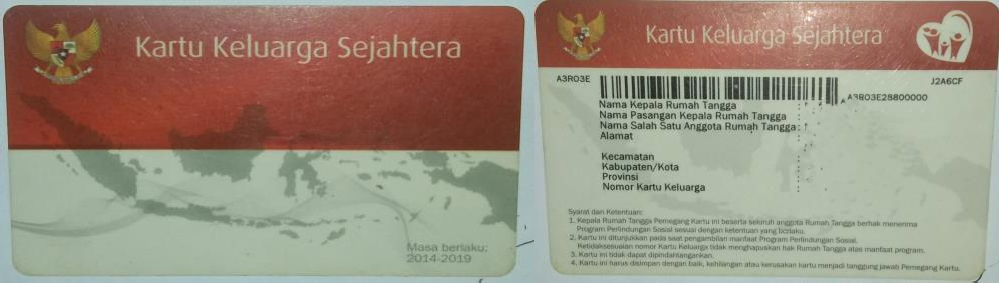 Kartu Keluarga Sejahtera
Masa berlaku:
2014-2019
Kartu Keluarga Sejahtera
A3R03E
J2A6CF
A3R03E28800000
Nama Kepala Rumah Tangga :
Nama Pasangan Kepala Rumah Tangga :
Nama Salah Satu Anggota Rumah Tangga :
Alamat :
Kecamatan :
Kabupaten/Kota :
Provinsi :
Nomor Kartu Keluarga :
Syarat dan Ketentuan:
1. Kepala Rumah Tangga Pemegang Kartu ini beserta seluruh anggota Rumah Tangga berhak menerima
Program Perlindungan Sosial sesuai dengan ketentuan yang berlaku.
2. Kartu ini ditunjukkan pada saat pengambilan manfaat Program Perlindungan Sosial.
Ketidaksesuaian nomor Kartu Keluarga tidak menghapuskan hak Rumah Tangga atas manfaat program.
3. Kartu ini tidak dapat dipindahtangankan.
4. Kartu ini harus disimpan dengan baik, kehilangan atau kerusakan kartu menjadi tanggung jawab Pemegang Kartu.